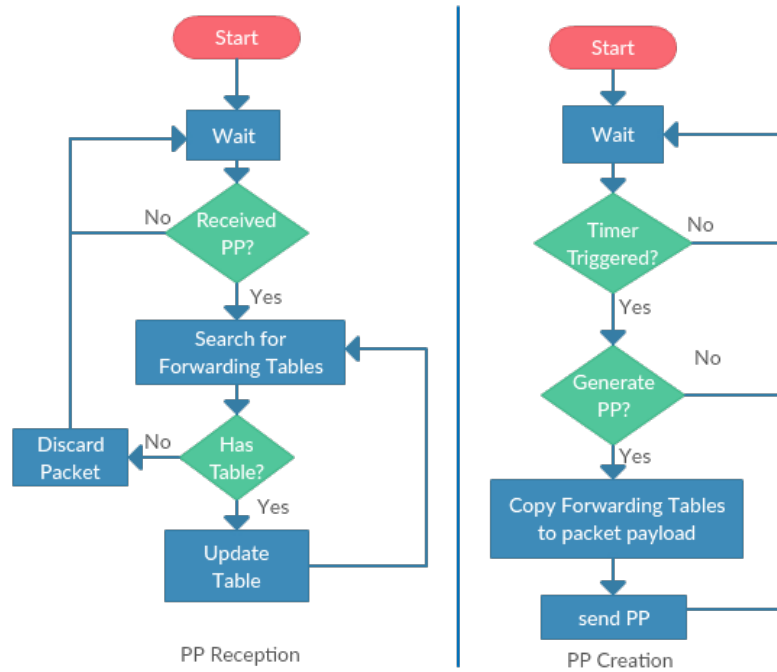 Start
Wait
No
Received
PP?
Yes
Search for
Forwarding Tables
Discard
Packet
No
Has
Table?
Yes
Update
Table
PP Reception
Start
Wait
Timer
Triggered?
No
Yes
Generate
PP?
No
Yes
Copy Forwarding Tables
to packet payload
send PP
PP Creation